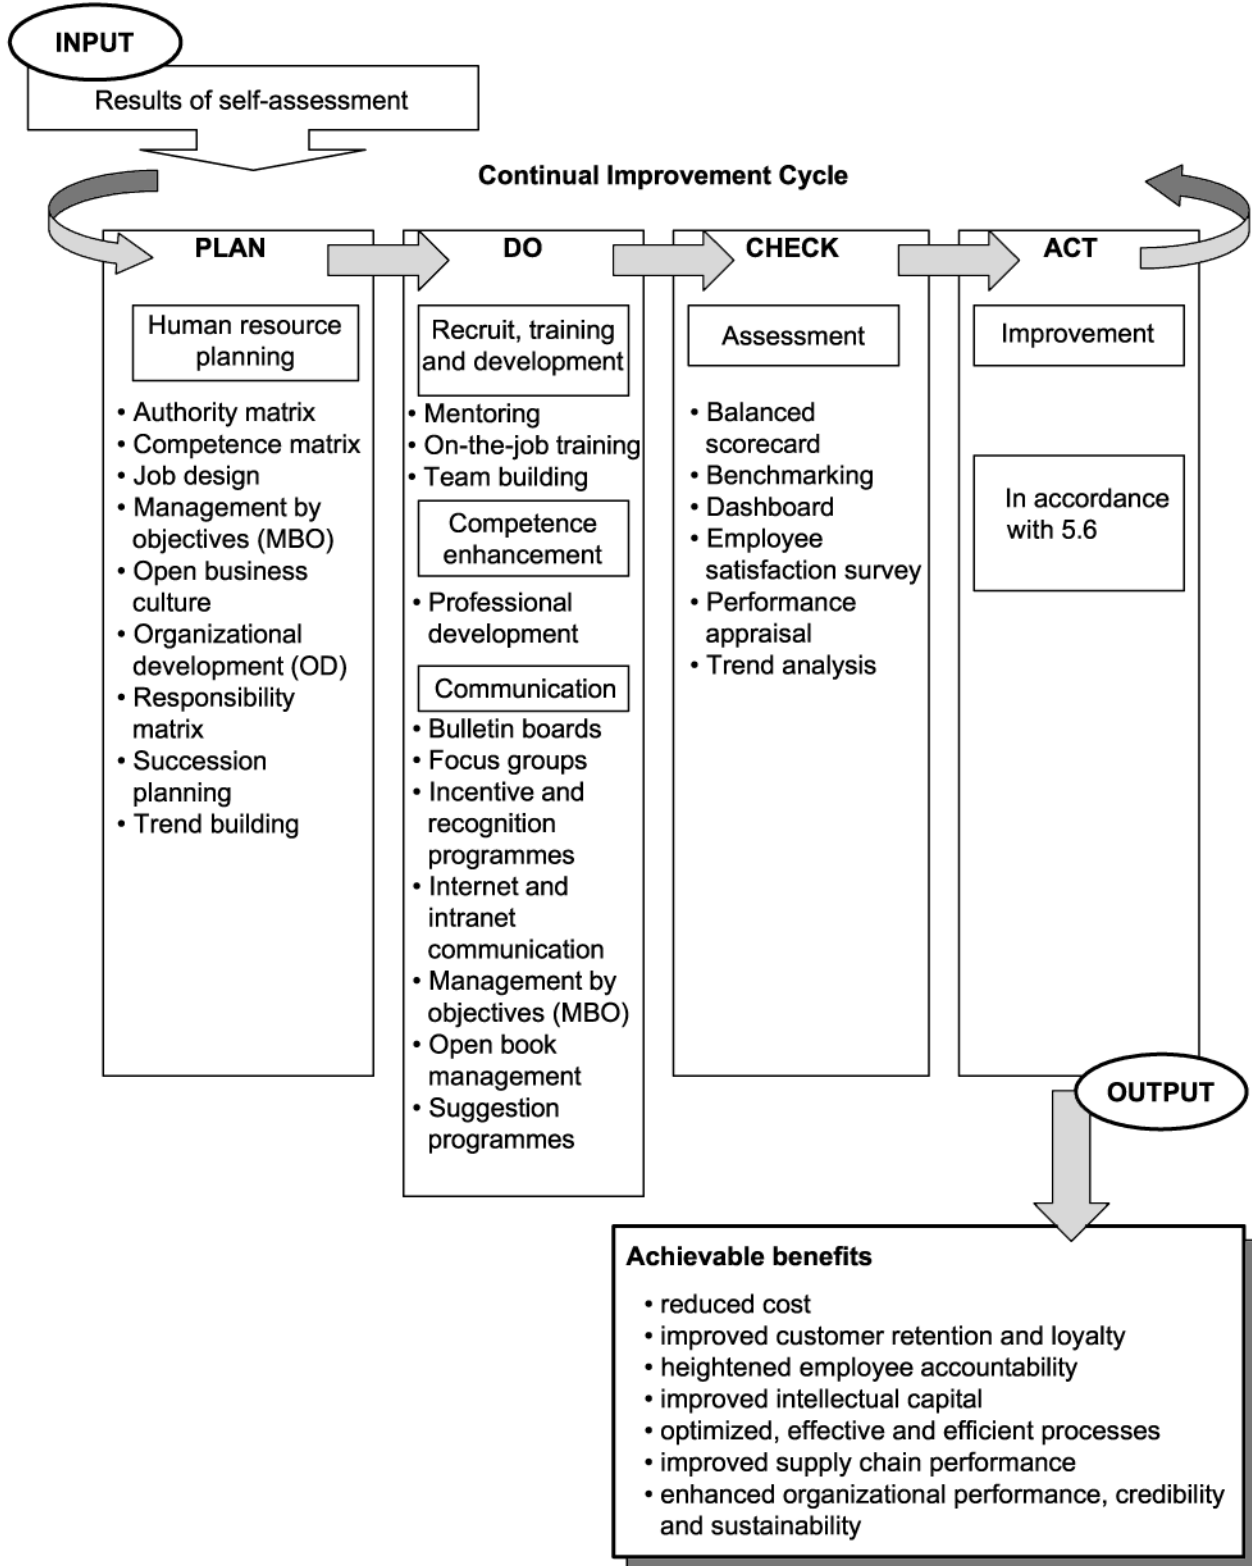 INPUT
Results of self-assessment
Continual Improvement Cycle
PLAN
Human resource
planning
• Authority matrix
• Competence matrix
• Job design
• Management by
objectives (MBO)
• Open business
culture
• Organizational
development (OD)
• Responsibility
matrix
• Succession
planning
• Trend building
DO
Recruit, training
and development
• Mentoring
• On-the-job training
• Team building
Competence
enhancement
• Professional
development
Communication
• Bulletin boards
• Focus groups
• Incentive and
recognition
programmes
• Internet and
intranet
communication
• Management by
objectives (MBO)
• Open book
management
• Suggestion
programmes
CHECK
Assessment
• Balanced
scorecard
• Benchmarking
• Dashboard
• Employee
satisfaction survey
• Performance
appraisal
• Trend analysis
ACT
Improvement
In accordance
with 5.6
OUTPUT
Achievable benefits
• reduced cost
• improved customer retention and loyalty
• heightened employee accountability
• improved intellectual capital
• optimized, effective and efficient processes
• improved supply chain performance
• enhanced organizational performance, credibility
and sustainability